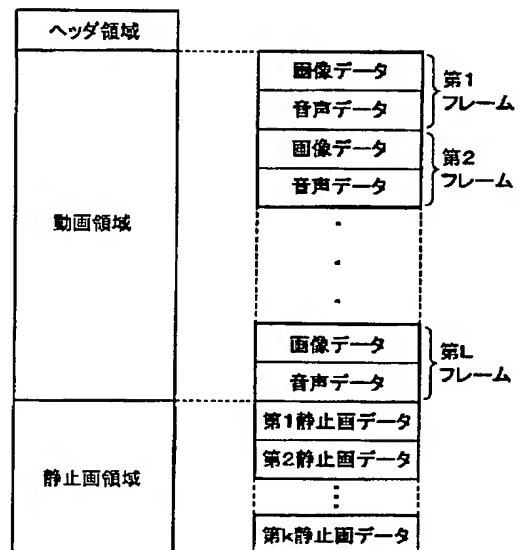 ヘッダ領域
動画領域
静止画領域
画像データ
音声データ
第1
フレーム
画像データ
音声データ
第2
フレーム
画像データ
音声データ
第L
フレーム
第1静止画データ
第2静止画データ
第k静止画データ